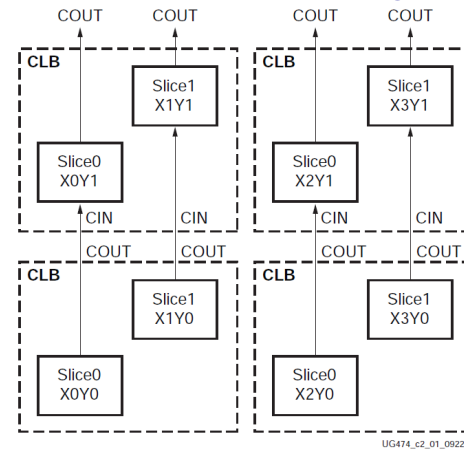 COUT COUT COUT COUT
CLB CLB
Slice1
X1Y1
Slice1
X3Y1
Slice0
X0Y1
Slice0
X2Y1
CIN CIN CIN CIN
COUT COUT COUT COUT
CLB CLB
Slice1
X1Y0
Slice1
X3Y0
Slice0
X0Y0
Slice0
X2Y0
UG474_c2_01_0922